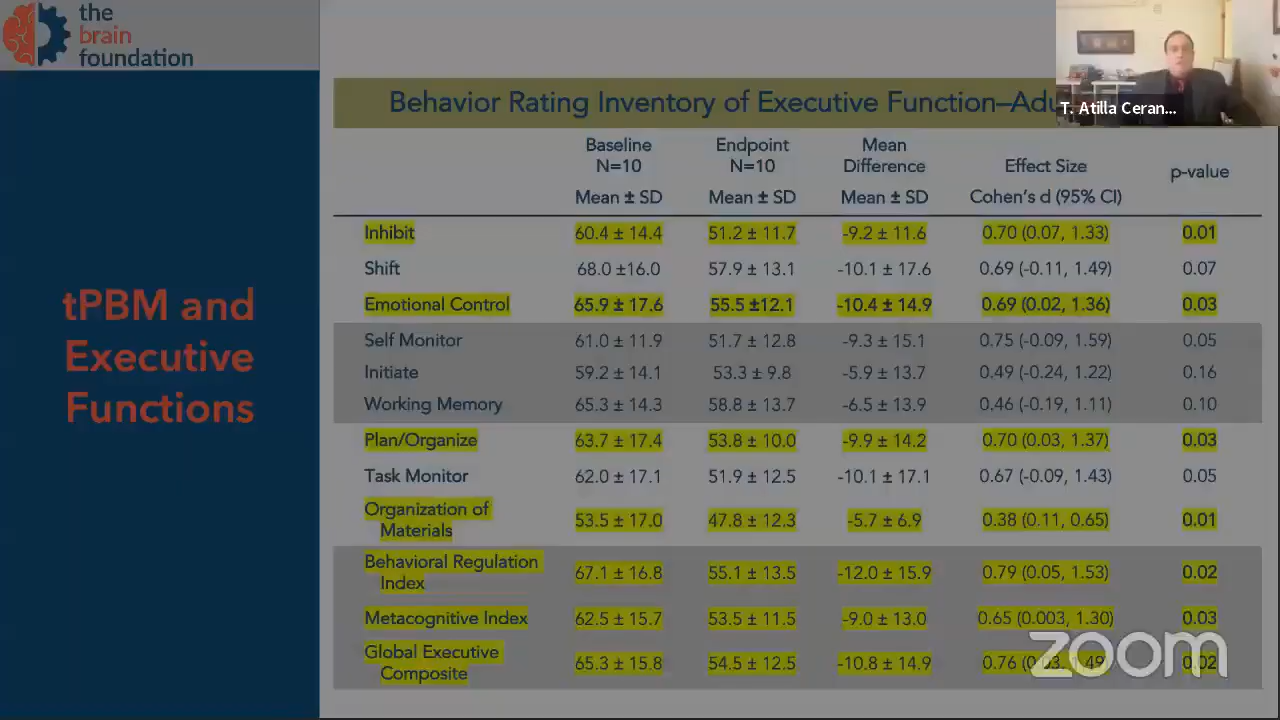 the
brain
foundation
T. Atilla Ceran...
tPBM and
Executive
Functions
Behavior Rating Inventory of Executive Function–Adu
Baseline Endpoint Mean
N=10 N=10 Difference Effect Size p-value
Mean ± SD Mean ± SD Mean ± SD Cohen's d (95% CI)
Inhibit 60.4 ± 14.4 51.2 ± 11.7 -9.2 ± 11.6 0.70 (0.07, 1.33) 0.01
Shift 68.0 ±16.0 57.9 ± 13.1 -10.1 ± 17.6 0.69 (-0.11, 1.49) 0.07
Emotional Control 65.9 ± 17.6 55.5 ±12.1 -10.4 ± 14.9 0.69 (0.02, 1.36) 0.03
Self Monitor 61.0 ± 11.9 51.7 ± 12.8 -9.3 ± 15.1 0.75 (-0.09, 1.59) 0.05
Initiate 59.2 ± 14.1 53.3 ± 9.8 -5.9 ± 13.7 0.49 (-0.24, 1.22) 0.16
Working Memory 65.3 ± 14.3 58.8 ± 13.7 -6.5 ± 13.9 0.46 (-0.19, 1.11) 0.10
Plan/Organize 63.7 ± 17.4 53.8 ± 10.0 -9.9 ± 14.2 0.70 (0.03, 1.37) 0.03
Task Monitor 62.0 ± 17.1 51.9 ± 12.5 -10.1 ± 17.1 0.67 (-0.09, 1.43) 0.05
Organization of
Materials 53.5 ± 17.0 47.8 ± 12.3 -5.7 ± 6.9 0.38 (0.11, 0.65) 0.01
Behavioral Regulation
Index 67.1 ± 16.8 55.1 ± 13.5 -12.0 ± 15.9 0.79 (0.05, 1.53) 0.02
Metacognitive Index 62.5 ± 15.7 53.5 ± 11.5 -9.0 ± 13.0 0.65 (0.003, 1.30) 0.03
Global Executive
Composite 65.3 ± 15.8 54.5 ± 12.5 -10.8 ± 14.9 0.76 (0.03, 1.49) 0.02
zoom